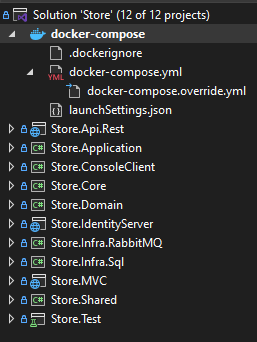 Solution 'Store' (12 of 12 projects)
docker-compose
.dockerignore
YML docker-compose.yml
docker-compose.override.yml
launchSettings.json
Store.Api.Rest
C# Store.Application
C# Store.ConsoleClient
C# Store.Core
C# Store.Domain
Store.IdentityServer
C# Store.Infra.RabbitMQ
C# Store.Infra.Sql
Store.MVC
C# Store.Shared
Store.Test